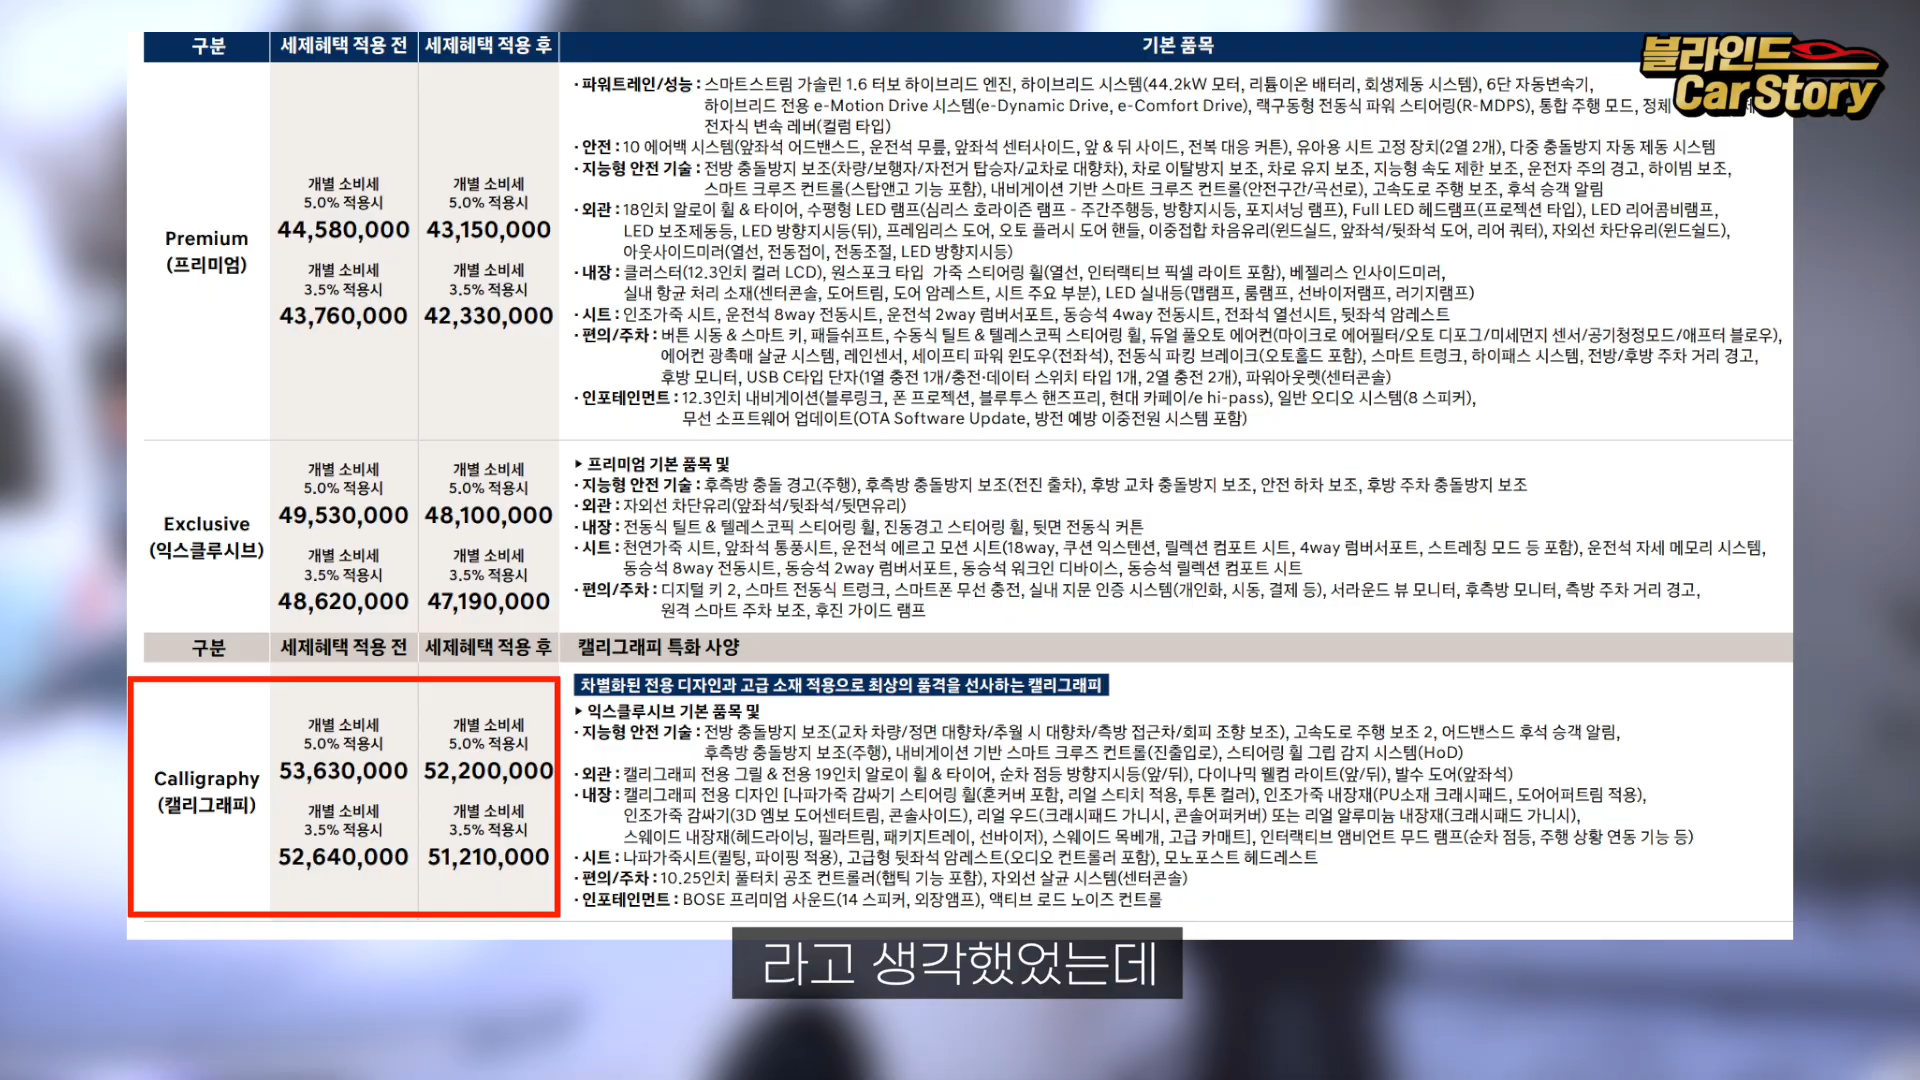 블라인드
Car Story
구분 세제혜택 적용 전 세제혜택 적용 후 기본 품목
Premium
(프리미엄)
개별 소비세 개별 소비세
5.0% 적용시 5.0% 적용시
44,580,000 43,150,000
개별 소비세 개별 소비세
3.5% 적용시 3.5% 적용시
43,760,000 42,330,000
· 파워트레인/성능 : 스마트스트림 가솔린 1.6 터보 하이브리드 엔진, 하이브리드 시스템(44.2kW 모터, 리튬이온 배터리, 회생제동 시스템), 6단 자동변속기,
하이브리드 전용 e-Motion Drive 시스템(e-Dynamic Drive, e-Comfort Drive), 랙구동형 전동식 파워 스티어링(R-MDPS), 통합 주행 모드, 정체
전자식 변속 레버(컬럼 타입)
· 안전 : 10 에어백 시스템(앞좌석 어드밴스드, 운전석 무릎, 앞좌석 센터사이드, 앞 & 뒤 사이드, 전복 대응 커튼), 유아용 시트 고정 장치(2열 2개), 다중 충돌방지 자동 제동 시스템
· 지능형 안전 기술 : 전방 충돌방지 보조(차량/보행자/자전거 탑승자/교차로 대향차), 차로 이탈방지 보조, 차로 유지 보조, 지능형 속도 제한 보조, 운전자 주의 경고, 하이빔 보조,
스마트 크루즈 컨트롤(스탑앤고 기능 포함), 내비게이션 기반 스마트 크루즈 컨트롤(안전구간/곡선로), 고속도로 주행 보조, 후석 승객 알림
· 외관 : 18인치 알로이 휠 & 타이어, 수평형 LED 램프(심리스 호라이즌 램프 - 주간주행등, 방향지시등, 포지셔닝 램프), Full LED 헤드램프(프로젝션 타입), LED 리어콤비램프,
LED 보조제동등, LED 방향지시등(뒤), 프레임리스 도어, 오토 플러시 도어 핸들, 이중접합 차음유리(윈드실드, 앞좌석/뒷좌석 도어, 리어 쿼터), 자외선 차단유리(윈드쉴드),
아웃사이드미러(열선, 전동접이, 전동조절, LED 방향지시등)
· 내장 : 클러스터(12.3인치 컬러 LCD), 원스포크 타입 가죽 스티어링 휠(열선, 인터랙티브 픽셀 라이트 포함), 베젤리스 인사이드미러,
실내 항균 처리 소재(센터콘솔, 도어트림, 도어 암레스트, 시트 주요 부분), LED 실내등(맵램프, 룸램프, 선바이저램프, 러기지램프)
· 시트 : 인조가죽 시트, 운전석 8way 전동시트, 운전석 2way 럼버서포트, 동승석 4way 전동시트, 전좌석 열선시트, 뒷좌석 암레스트
· 편의/주차 : 버튼 시동 & 스마트 키, 패들쉬프트, 수동식 틸트 & 텔레스코픽 스티어링 휠, 듀얼 풀오토 에어컨(마이크로 에어필터/오토 디포그/미세먼지 센서/공기청정모드/애프터 블로우),
에어컨 광촉매 살균 시스템, 레인센서, 세이프티 파워 윈도우(전좌석), 전동식 파킹 브레이크(오토홀드 포함), 스마트 트렁크, 하이패스 시스템, 전방/후방 주차 거리 경고,
후방 모니터, USB C타입 단자(1열 충전 1개/충전·데이터 스위치 타입 1개, 2열 충전 2개), 파워아웃렛(센터콘솔)
· 인포테인먼트 : 12.3인치 내비게이션(블루링크, 폰 프로젝션, 블루투스 핸즈프리, 현대 카페이/e hi-pass), 일반 오디오 시스템(8 스피커),
무선 소프트웨어 업데이트(OTA Software Update, 방전 예방 이중전원 시스템 포함)
Exclusive
(익스클루시브)
개별 소비세 개별 소비세
5.0% 적용시 5.0% 적용시
49,530,000 48,100,000
개별 소비세 개별 소비세
3.5% 적용시 3.5% 적용시
48,620,000 47,190,000
▸ 프리미엄 기본 품목 및
· 지능형 안전 기술 : 후측방 충돌 경고(주행), 후측방 충돌방지 보조(전진 출차), 후방 교차 충돌방지 보조, 안전 하차 보조, 후방 주차 충돌방지 보조
· 외관 : 자외선 차단유리(앞좌석/뒷좌석/뒷면유리)
· 내장 : 전동식 틸트 & 텔레스코픽 스티어링 휠, 진동경고 스티어링 휠, 뒷면 전동식 커튼
· 시트 : 천연가죽 시트, 앞좌석 통풍시트, 운전석 에르고 모션 시트(18way, 쿠션 익스텐션, 릴렉션 컴포트 시트, 4way 럼버서포트, 스트레칭 모드 등 포함), 운전석 자세 메모리 시스템,
동승석 8way 전동시트, 동승석 2way 럼버서포트, 동승석 워크인 디바이스, 동승석 릴렉션 컴포트 시트
· 편의/주차 : 디지털 키 2, 스마트 전동식 트렁크, 스마트폰 무선 충전, 실내 지문 인증 시스템(개인화, 시동, 결제 등), 서라운드 뷰 모니터, 후측방 모니터, 측방 주차 거리 경고,
원격 스마트 주차 보조, 후진 가이드 램프
구분 세제혜택 적용 전 세제혜택 적용 후 캘리그래피 특화 사양
Calligraphy
(캘리그래피)
개별 소비세 개별 소비세
5.0% 적용시 5.0% 적용시
53,630,000 52,200,000
개별 소비세 개별 소비세
3.5% 적용시 3.5% 적용시
52,640,000 51,210,000
차별화된 전용 디자인과 고급 소재 적용으로 최상의 품격을 선사하는 캘리그래피
▸ 익스클루시브 기본 품목 및
· 지능형 안전 기술 : 전방 충돌방지 보조(교차 차량/정면 대향차/추월 시 대향차/측방 접근차/회피 조향 보조), 고속도로 주행 보조 2, 어드밴스드 후석 승객 알림,
후측방 충돌방지 보조(주행), 내비게이션 기반 스마트 크루즈 컨트롤(진출입로), 스티어링 휠 그립 감지 시스템(HoD)
· 외관 : 캘리그래피 전용 그릴 & 전용 19인치 알로이 휠 & 타이어, 순차 점등 방향지시등(앞/뒤), 다이나믹 웰컴 라이트(앞/뒤), 발수 도어(앞좌석)
· 내장 : 캘리그래피 전용 디자인 [나파가죽 감싸기 스티어링 휠(혼커버 포함, 리얼 스티치 적용, 투톤 컬러), 인조가죽 내장재(PU소재 크래시패드, 도어어퍼트림 적용),
인조가죽 감싸기(3D 엠보 도어센터트림, 콘솔사이드), 리얼 우드(크래시패드 가니시, 콘솔어퍼커버) 또는 리얼 알루미늄 내장재(크래시패드 가니시),
스웨이드 내장재(헤드라이닝, 필라트림, 패키지트레이, 선바이저), 스웨이드 목베개, 고급 카매트], 인터랙티브 앰비언트 무드 램프(순차 점등, 주행 상황 연동 기능 등)
· 시트 : 나파가죽시트(퀼팅, 파이핑 적용), 고급형 뒷좌석 암레스트(오디오 컨트롤러 포함), 모노포스트 헤드레스트
· 편의/주차 : 10.25인치 풀터치 공조 컨트롤러(햅틱 기능 포함), 자외선 살균 시스템(센터콘솔)
· 인포테인먼트 : BOSE 프리미엄 사운드(14 스피커, 외장앰프), 액티브 로드 노이즈 컨트롤
라고 생각했었는데